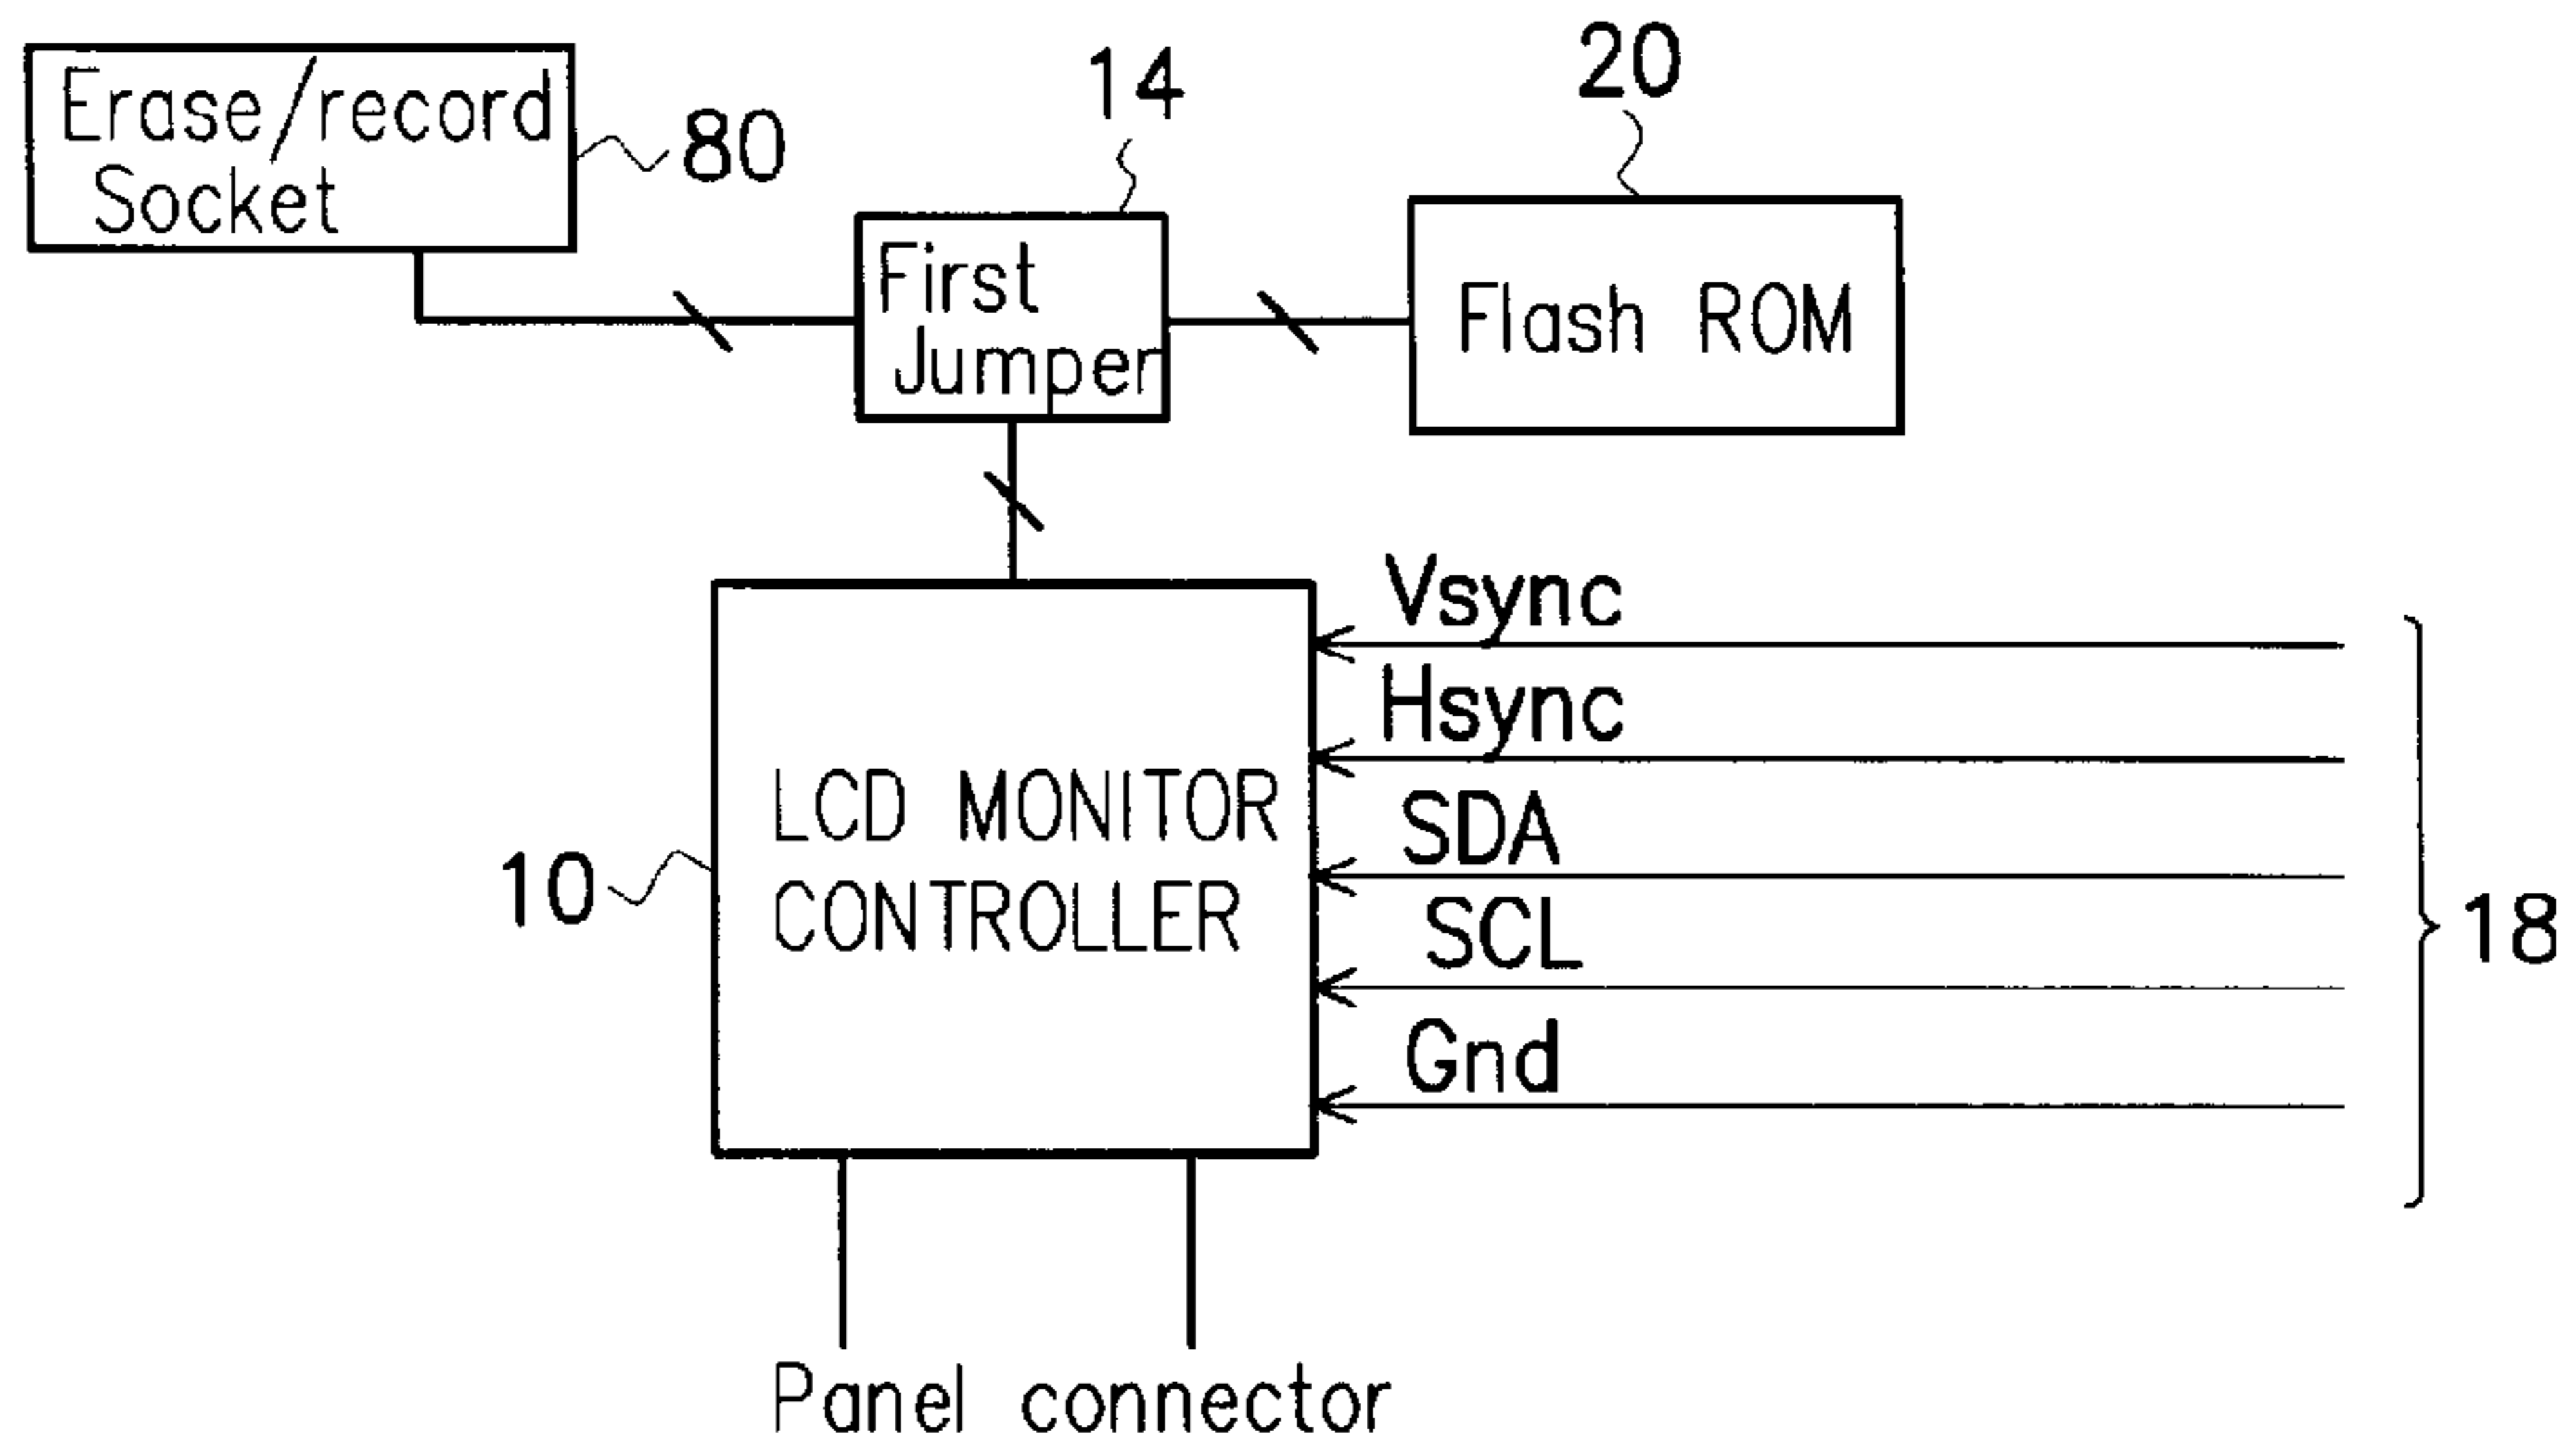 Erase/record
Socket
80
14
20
First
Jumper
Flash ROM
Vsync
Hsync
SDA
SCL
Gnd
LCD MONITOR
CONTROLLER
10
18
Panel connector